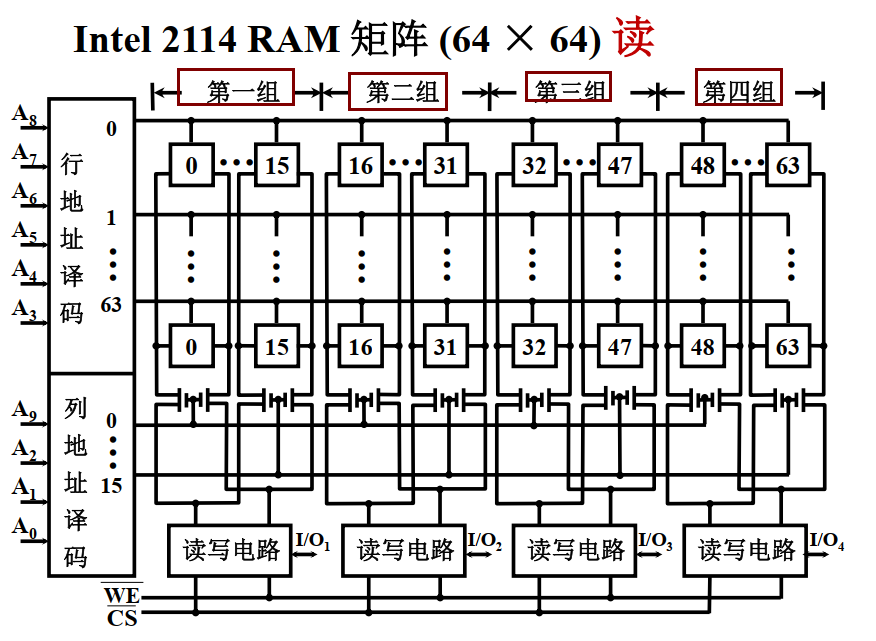 Intel 2114 RAM 矩阵 (64 × 64) 读
第一组 第二组 第三组 第四组
A8
A7
A6
A5
A4
A3
行地址译码
0
1
⋮
63
0 … 15 16 … 31 32 … 47 48 … 63
⋮ ⋮ ⋮ ⋮ ⋮ ⋮ ⋮ ⋮
0 15 16 31 32 47 48 63
A9
A2
A1
A0
列地址译码
0
⋮
15
读写电路 I/O1 读写电路 I/O2 读写电路 I/O3 读写电路 I/O4
W̅E̅
C̅S̅